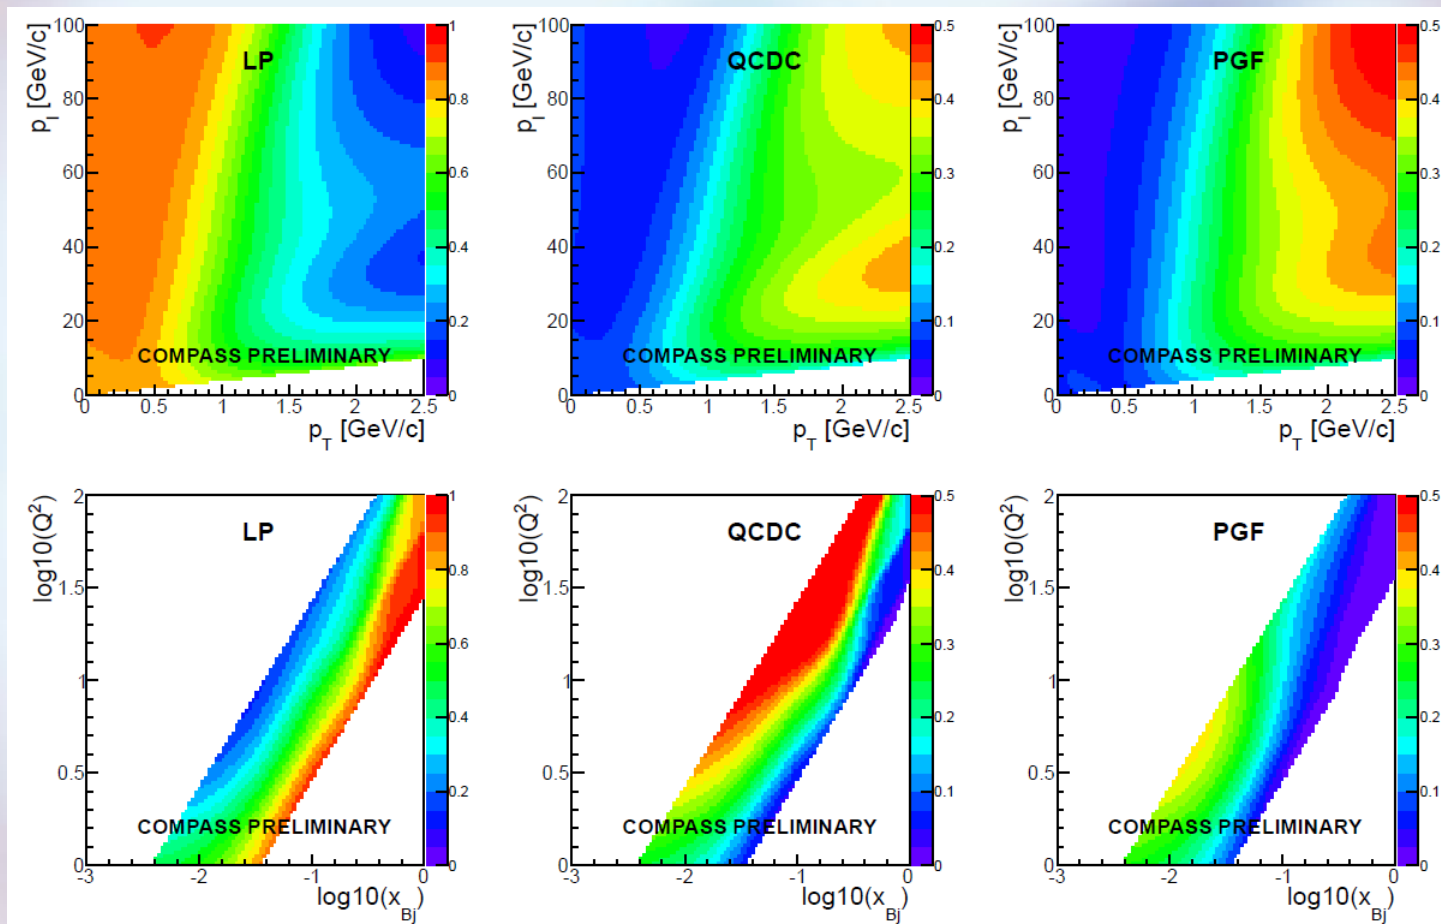 p_l [GeV/c]
100
80
60
40
20
0
LP
COMPASS PRELIMINARY
0 0.5 1 1.5 2 2.5
p_T [GeV/c]
1
0.8
0.6
0.4
0.2
0
p_l [GeV/c]
100
80
60
40
20
0
QCDC
COMPASS PRELIMINARY
0 0.5 1 1.5 2 2.5
p_T [GeV/c]
0.5
0.4
0.3
0.2
0.1
0
p_l [GeV/c]
100
80
60
40
20
0
PGF
COMPASS PRELIMINARY
0 0.5 1 1.5 2 2.5
p_T [GeV/c]
0.5
0.4
0.3
0.2
0.1
0
log10(Q²)
2
1.5
1
0.5
0
LP
COMPASS PRELIMINARY
-3 -2 -1 0
log10(x_Bj)
1
0.8
0.6
0.4
0.2
0
log10(Q²)
2
1.5
1
0.5
0
QCDC
COMPASS PRELIMINARY
-3 -2 -1 0
log10(x_Bj)
0.5
0.4
0.3
0.2
0.1
0
log10(Q²)
2
1.5
1
0.5
0
PGF
COMPASS PRELIMINARY
-3 -2 -1 0
log10(x_Bj)
0.5
0.4
0.3
0.2
0.1
0